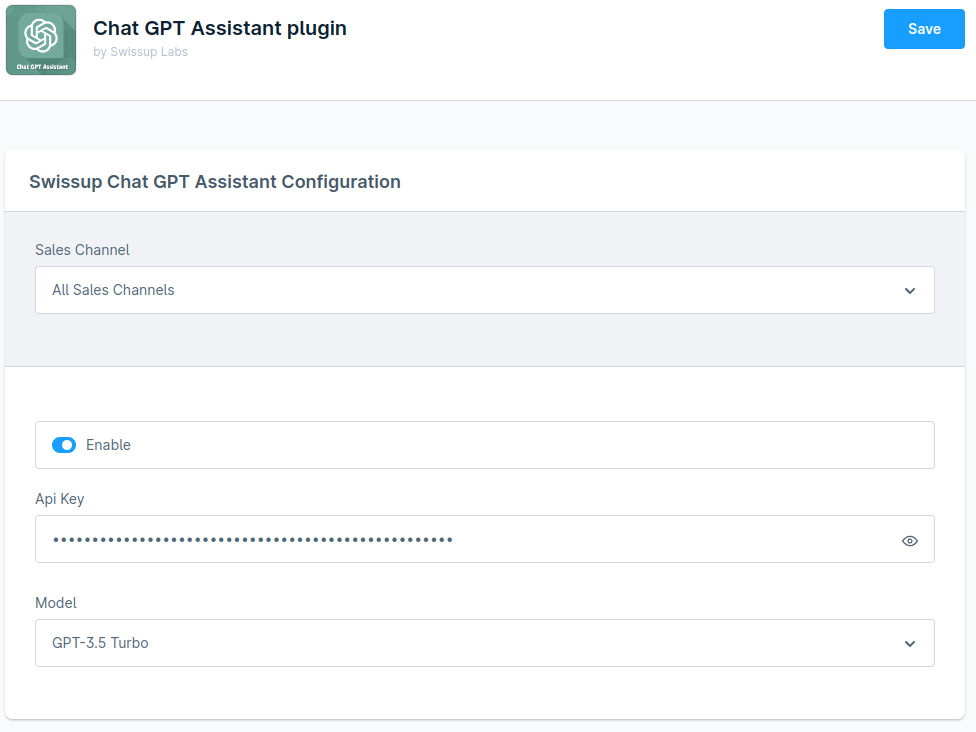 Chat GPT Assistant plugin
by Swissup Labs
Save
Chat GPT Assistant
Swissup Chat GPT Assistant Configuration
Sales Channel
All Sales Channels
Enable
Api Key
Model
GPT-3.5 Turbo